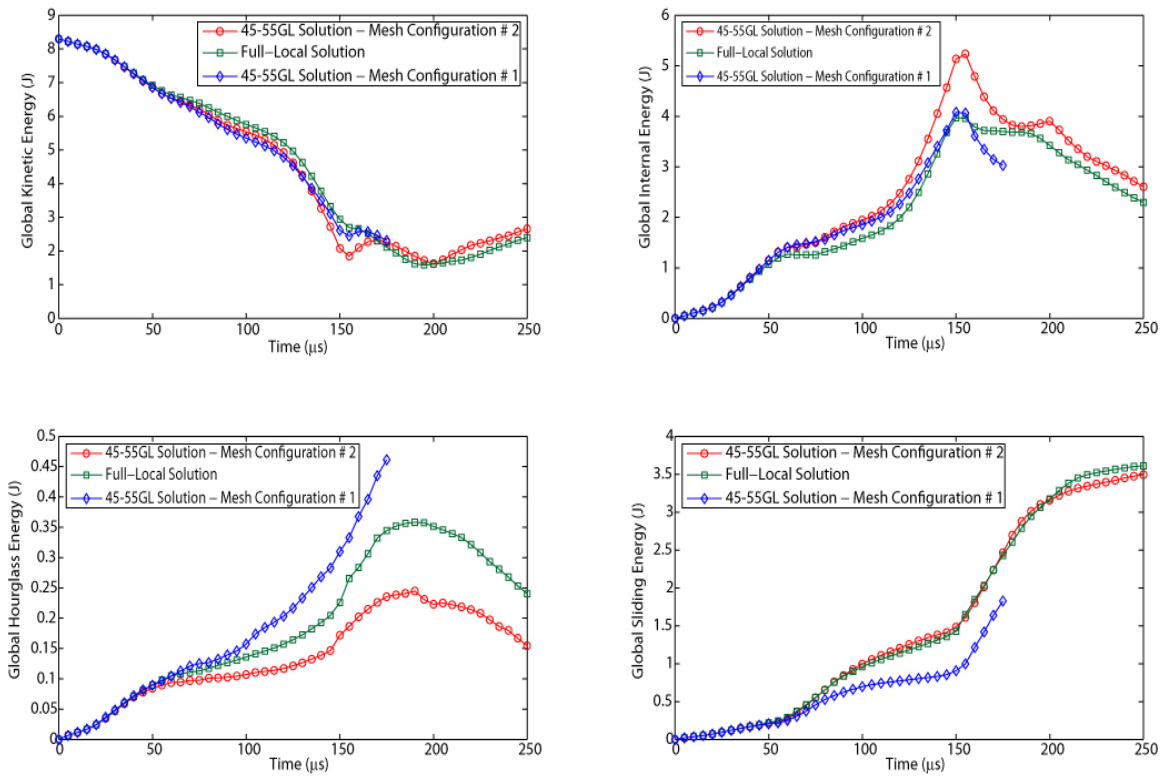 9
8
7
6
5
4
3
2
1
0
Global Kinetic Energy (J)
45-55GL Solution – Mesh Configuration # 2
Full–Local Solution
45-55GL Solution – Mesh Configuration # 1
0 50 100 150 200 250
Time (μs)
6
5
4
3
2
1
0
Global Internal Energy (J)
45-55GL Solution – Mesh Configuration # 2
Full–Local Solution
45-55GL Solution – Mesh Configuration # 1
0 50 100 150 200 250
Time (μs)
0.5
0.45
0.4
0.35
0.3
0.25
0.2
0.15
0.1
0.05
0
Global Hourglass Energy (J)
45-55GL Solution – Mesh Configuration # 2
Full–Local Solution
45-55GL Solution – Mesh Configuration # 1
0 50 100 150 200 250
Time (μs)
4
3.5
3
2.5
2
1.5
1
0.5
0
Global Sliding Energy (J)
45-55GL Solution – Mesh Configuration # 2
Full–Local Solution
45-55GL Solution – Mesh Configuration # 1
0 50 100 150 200 250
Time (μs)